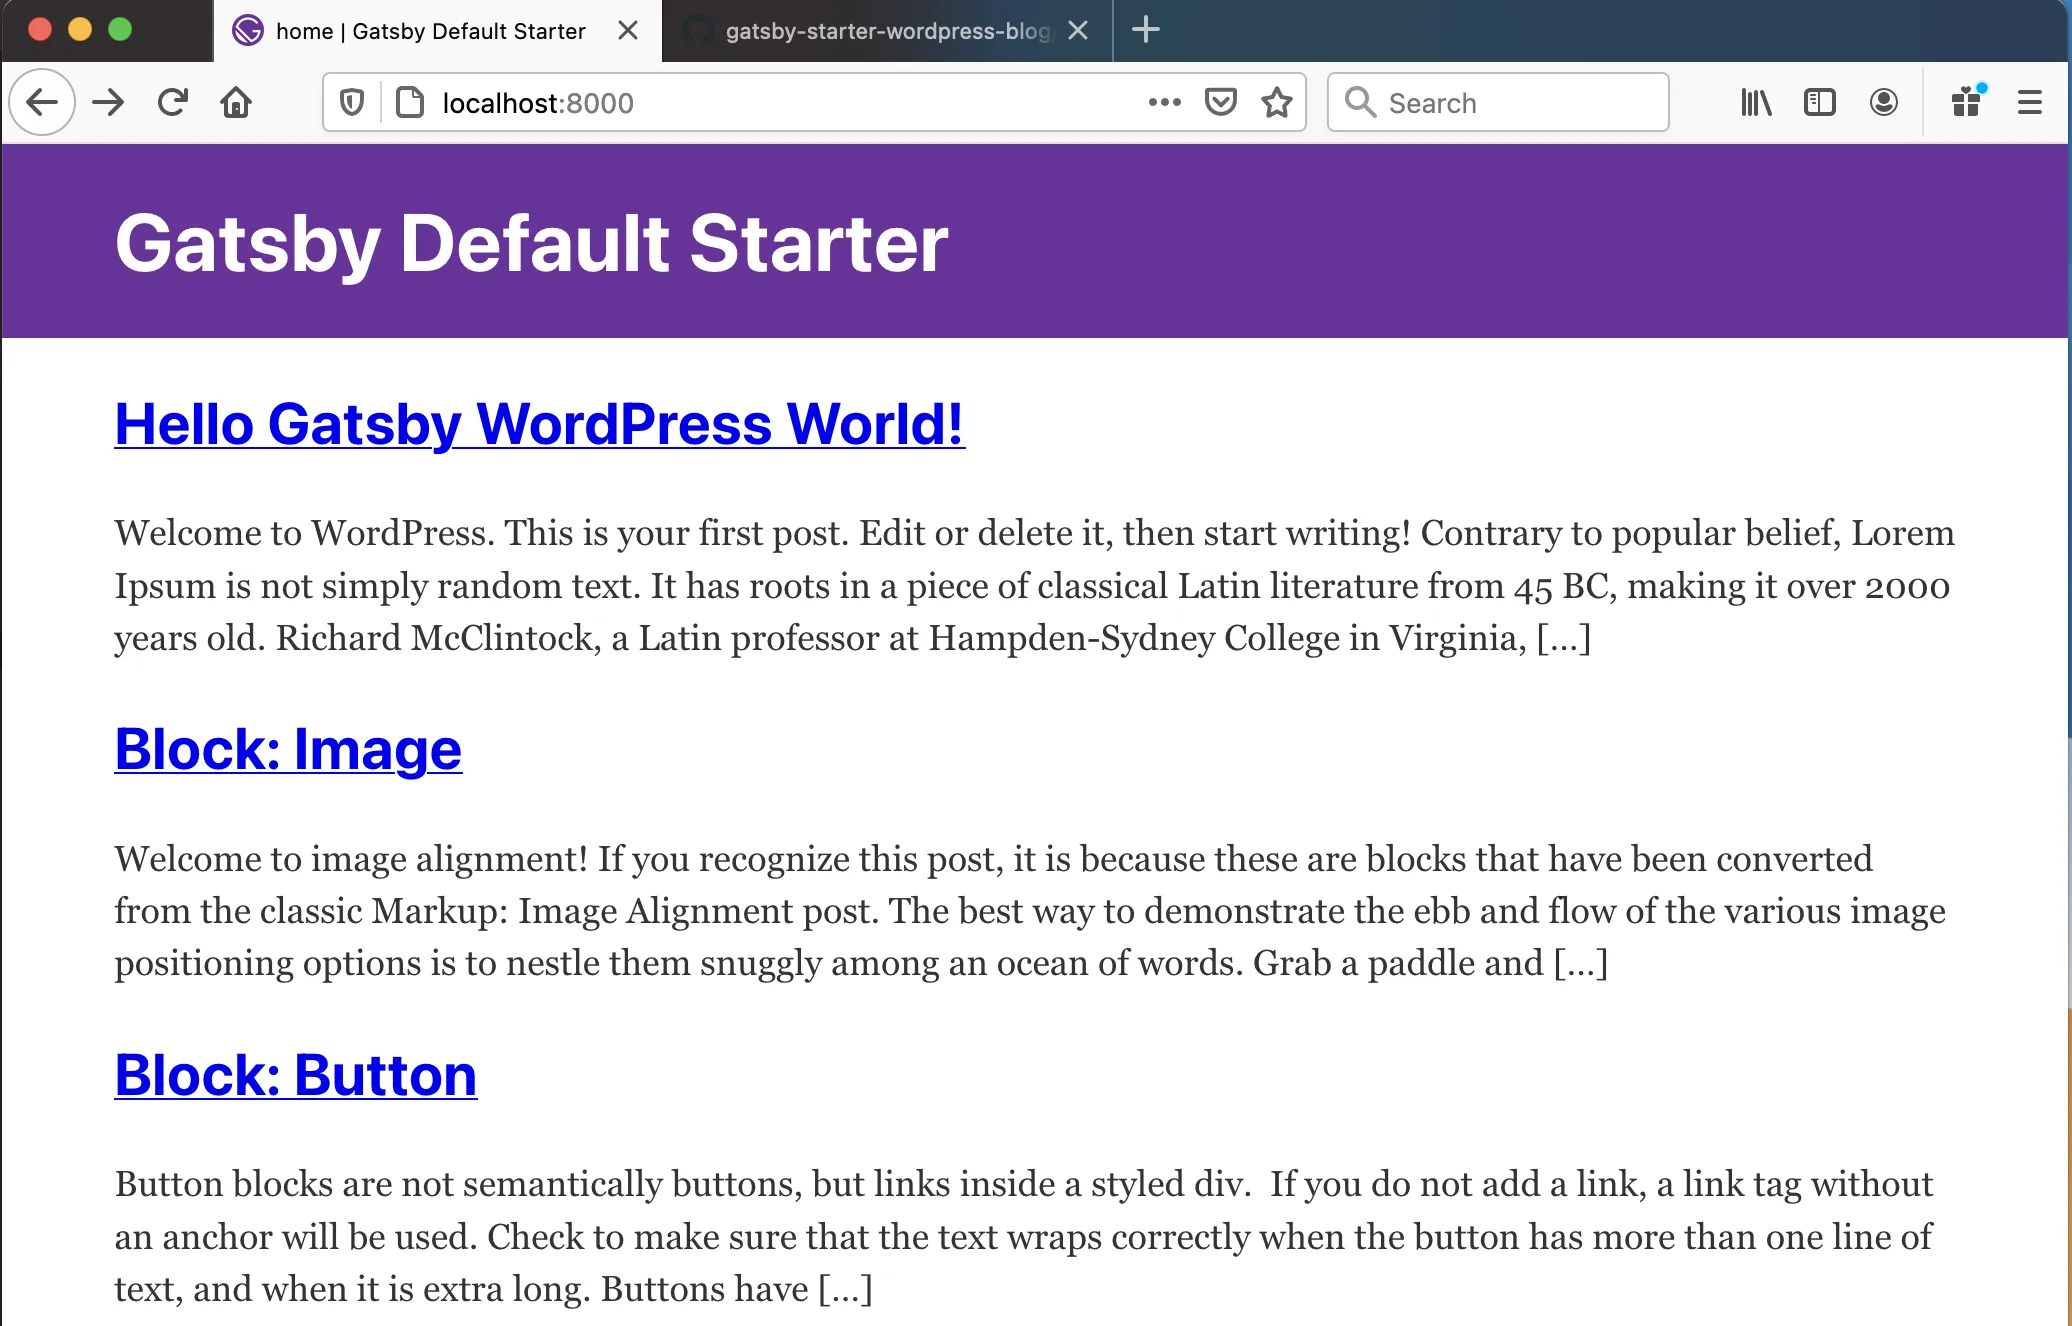 home | Gatsby Default Starter
gatsby-starter-wordpress-blog/
localhost:8000
Search
Gatsby Default Starter
Hello Gatsby WordPress World!
Welcome to WordPress. This is your first post. Edit or delete it, then start writing! Contrary to popular belief, Lorem
Ipsum is not simply random text. It has roots in a piece of classical Latin literature from 45 BC, making it over 2000
years old. Richard McClintock, a Latin professor at Hampden-Sydney College in Virginia, […]
Block: Image
Welcome to image alignment! If you recognize this post, it is because these are blocks that have been converted
from the classic Markup: Image Alignment post. The best way to demonstrate the ebb and flow of the various image
positioning options is to nestle them snuggly among an ocean of words. Grab a paddle and […]
Block: Button
Button blocks are not semantically buttons, but links inside a styled div.  If you do not add a link, a link tag without
an anchor will be used. Check to make sure that the text wraps correctly when the button has more than one line of
text, and when it is extra long. Buttons have […]